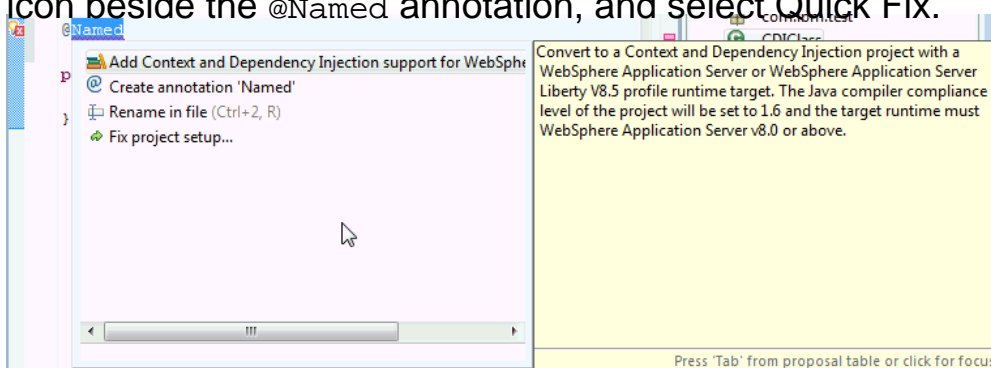 icon beside the @Named annotation, and select Quick Fix.
com.ibm.test
@Named
CDIClass
Add Context and Dependency Injection support for WebSphe
p
Create annotation 'Named'
Rename in file (Ctrl+2, R)
}
Fix project setup...
Convert to a Context and Dependency Injection project with a
WebSphere Application Server or WebSphere Application Server
Liberty V8.5 profile runtime target. The Java compiler compliance
level of the project will be set to 1.6 and the target runtime must
WebSphere Application Server v8.0 or above.
Press 'Tab' from proposal table or click for focus